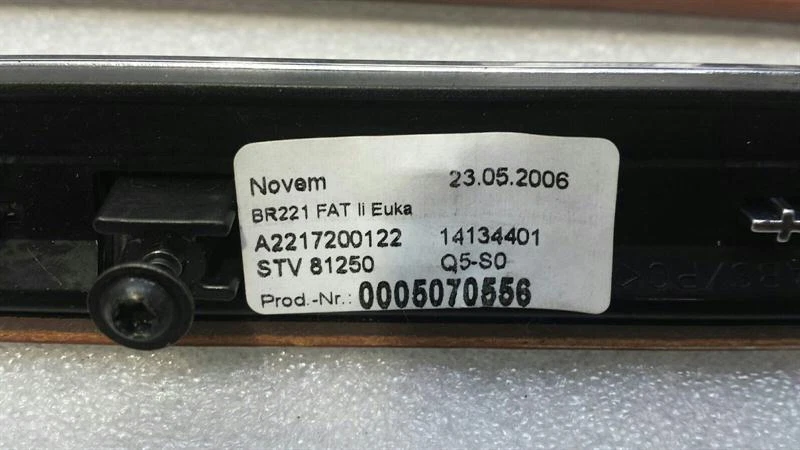 Novem 23.05.2006
BR221 FAT li Euka
A2217200122 14134401
STV 81250 Q5-S0
Prod.-Nr.: 0005070556